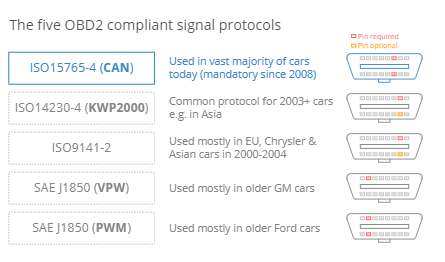 The five OBD2 compliant signal protocols
Pin required
Pin optional
ISO15765-4 (CAN)
Used in vast majority of cars
today (mandatory since 2008)
ISO14230-4 (KWP2000)
Common protocol for 2003+ cars
e.g. in Asia
ISO9141-2
Used mostly in EU, Chrysler &
Asian cars in 2000-2004
SAE J1850 (VPW)
Used mostly in older GM cars
SAE J1850 (PWM)
Used mostly in older Ford cars